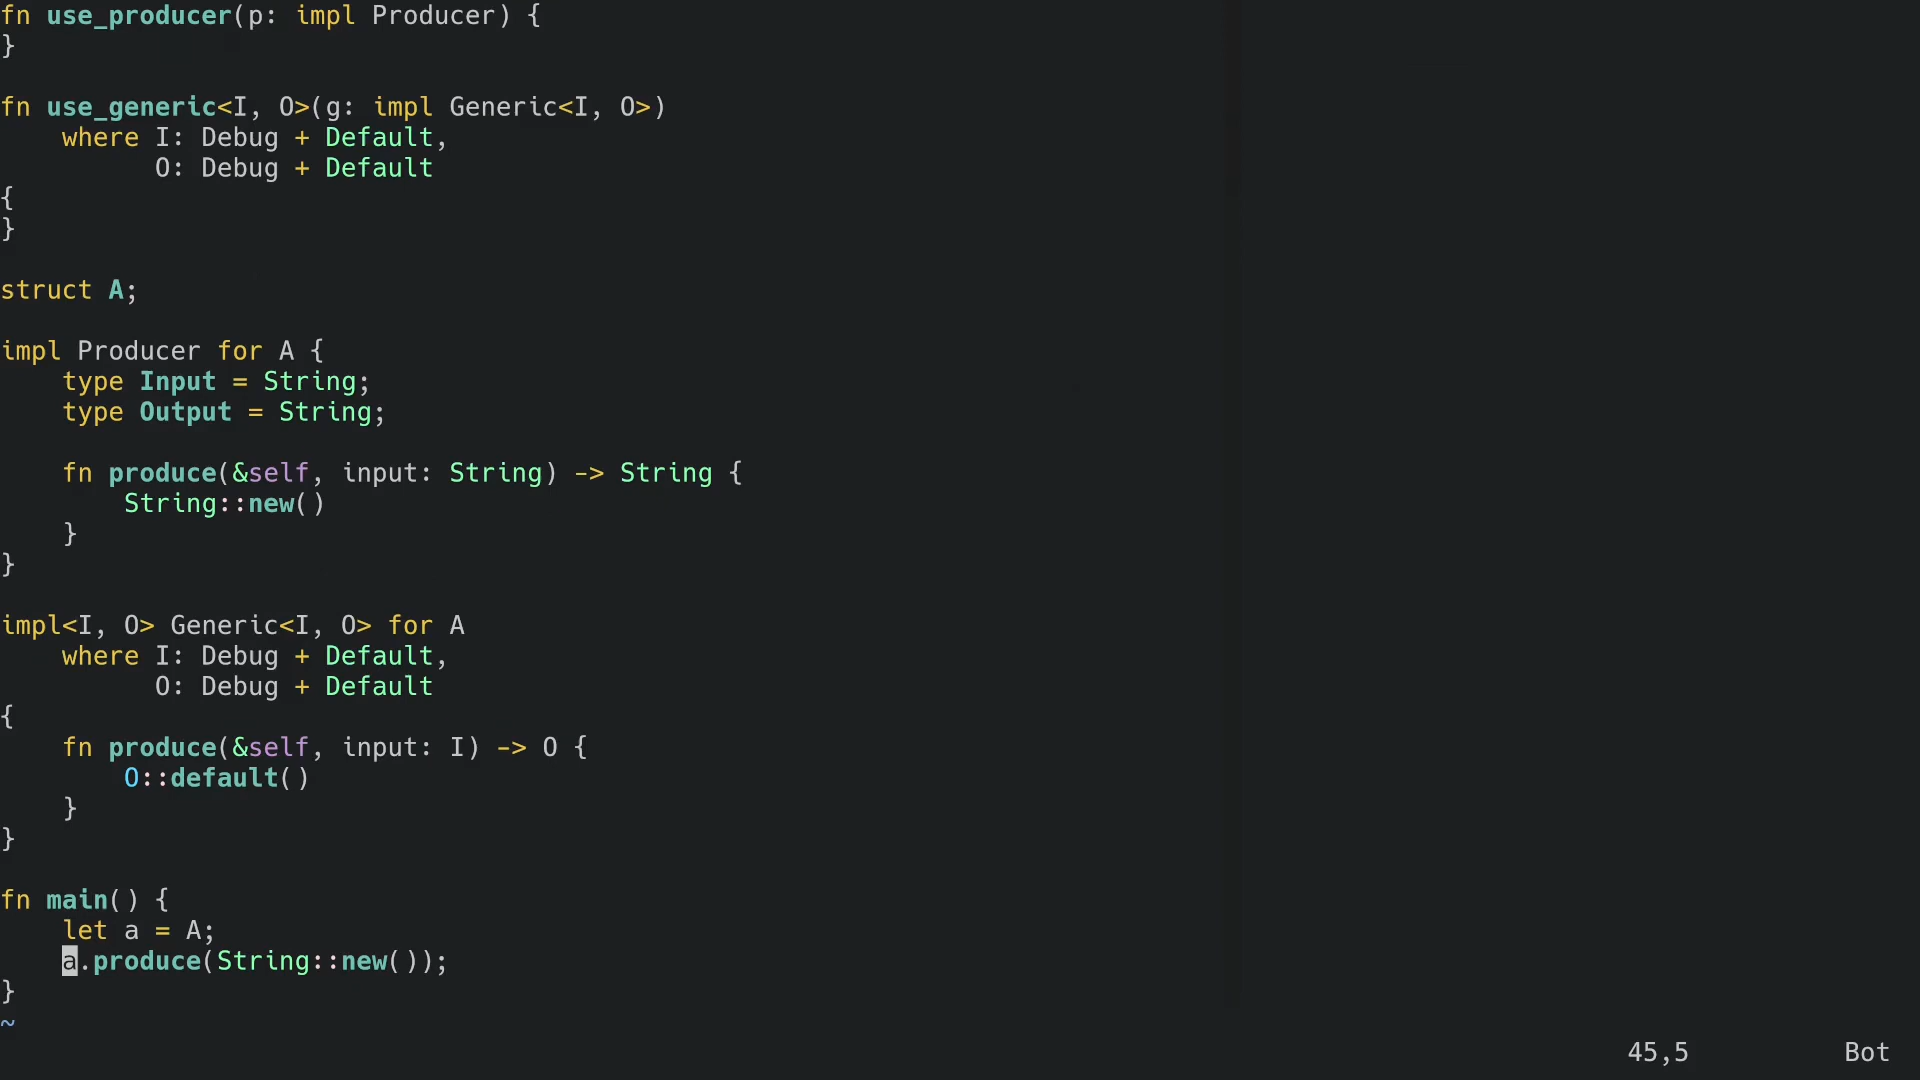 fn use_producer(p: impl Producer) {
}

fn use_generic<I, O>(g: impl Generic<I, O>)
    where I: Debug + Default,
          O: Debug + Default
{
}

struct A;

impl Producer for A {
    type Input = String;
    type Output = String;

    fn produce(&self, input: String) -> String {
        String::new()
    }
}

impl<I, O> Generic<I, O> for A
    where I: Debug + Default,
          O: Debug + Default
{
    fn produce(&self, input: I) -> O {
        O::default()
    }
}

fn main() {
    let a = A;
    a.produce(String::new());
}
~
45,5 Bot